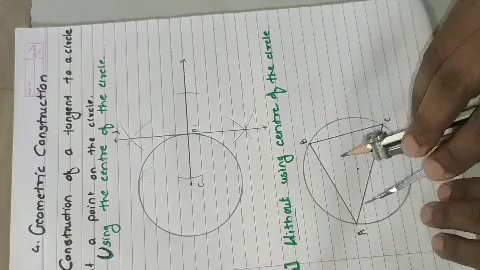 4. Geometric Construction
Construction of a tangent to a circle
t a point on the circle.
Using the centre of the circle.
C
] Without using centre of the circle
A
B
C